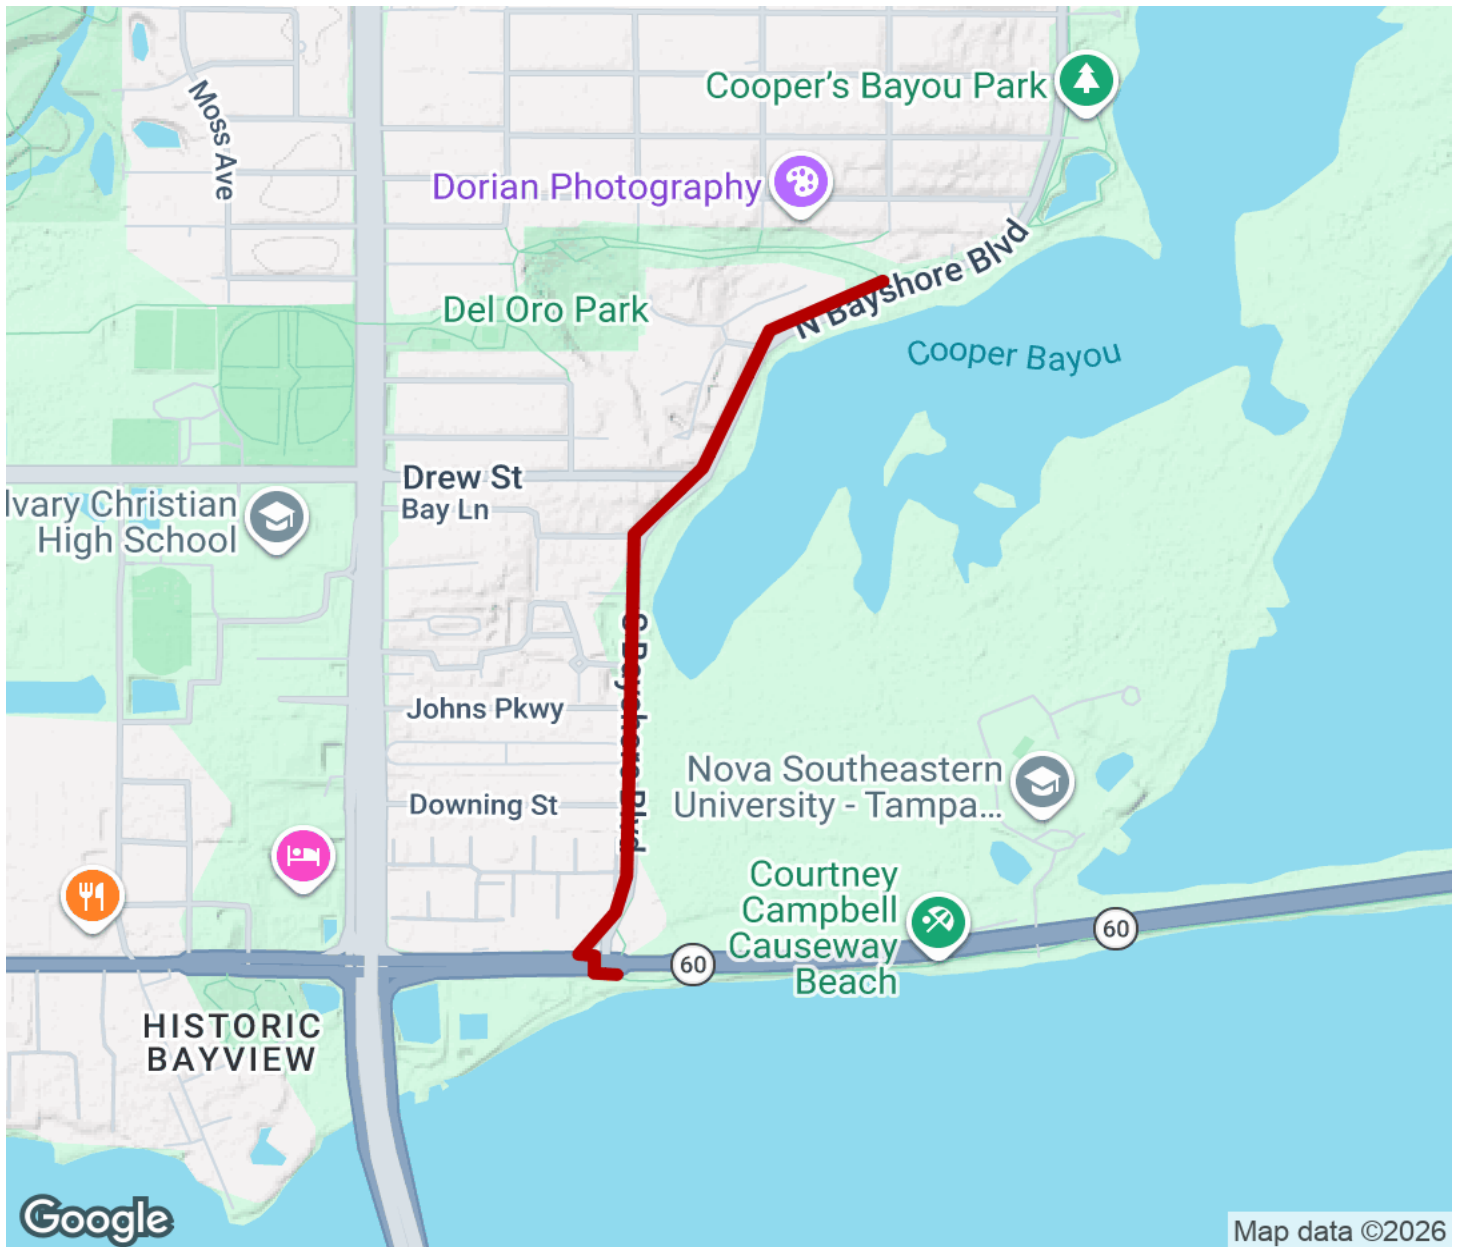 Cooper's Bayou Park
Moss Ave
Dorian Photography
N Bayshore Blvd
Del Oro Park
Cooper Bayou
Drew St
Bay Ln
lvary Christian
High School
S Bayshore Blvd
Johns Pkwy
Nova Southeastern
University - Tampa...
Downing St
Courtney
Campbell
Causeway
Beach
60
60
HISTORIC
BAYVIEW
Google
Map data ©2026